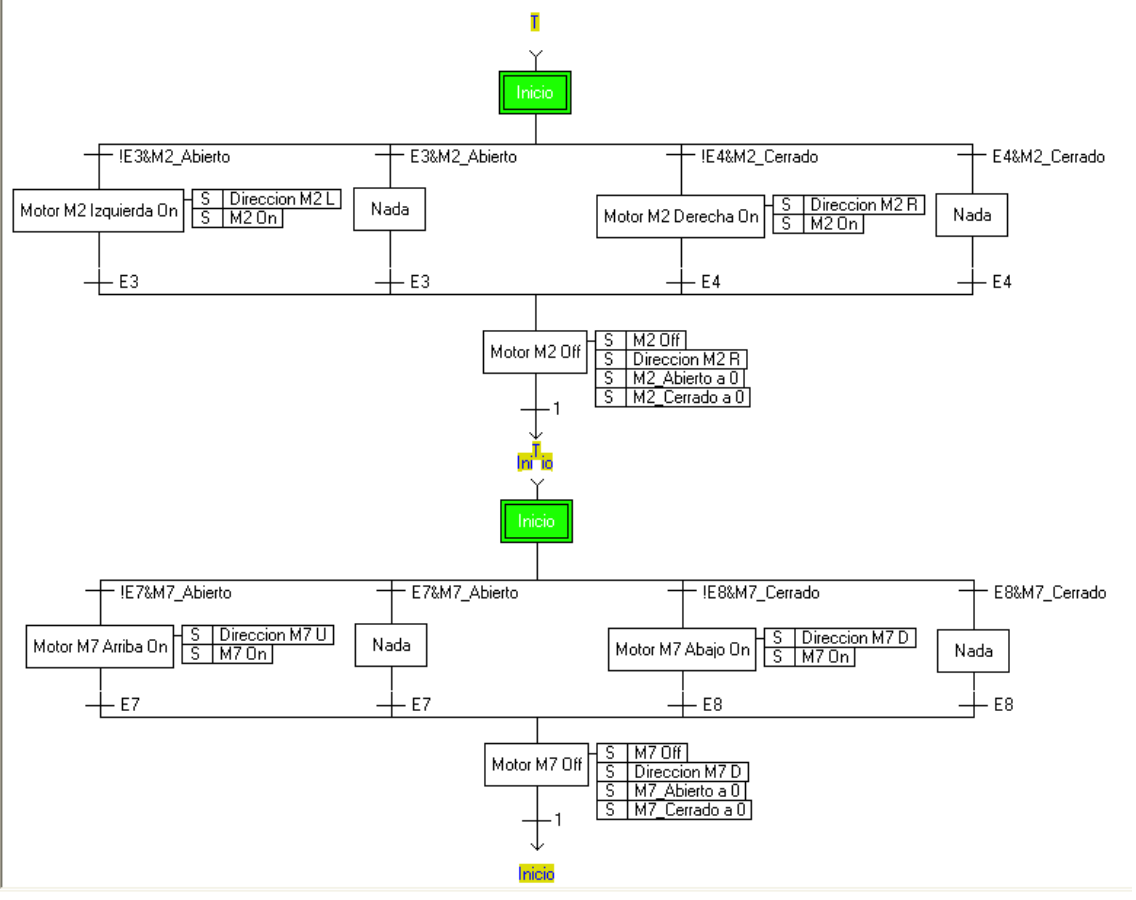 T
Inicio
!E3&M2_Abierto
E3&M2_Abierto
!E4&M2_Cerrado
E4&M2_Cerrado
Motor M2 Izquierda On
S Direccion M2 L
S M2 On
Nada
Motor M2 Derecha On
S Direccion M2 R
S M2 On
Nada
E3
E3
E4
E4
Motor M2 Off
S M2 Off
S Direccion M2 R
S M2_Abierto a 0
S M2_Cerrado a 0
1
T
Inicio
Inicio
!E7&M7_Abierto
E7&M7_Abierto
!E8&M7_Cerrado
E8&M7_Cerrado
Motor M7 Arriba On
S Direccion M7 U
S M7 On
Nada
Motor M7 Abajo On
S Direccion M7 D
S M7 On
Nada
E7
E7
E8
E8
Motor M7 Off
S M7 Off
S Direccion M7 D
S M7_Abierto a 0
S M7_Cerrado a 0
1
Inicio